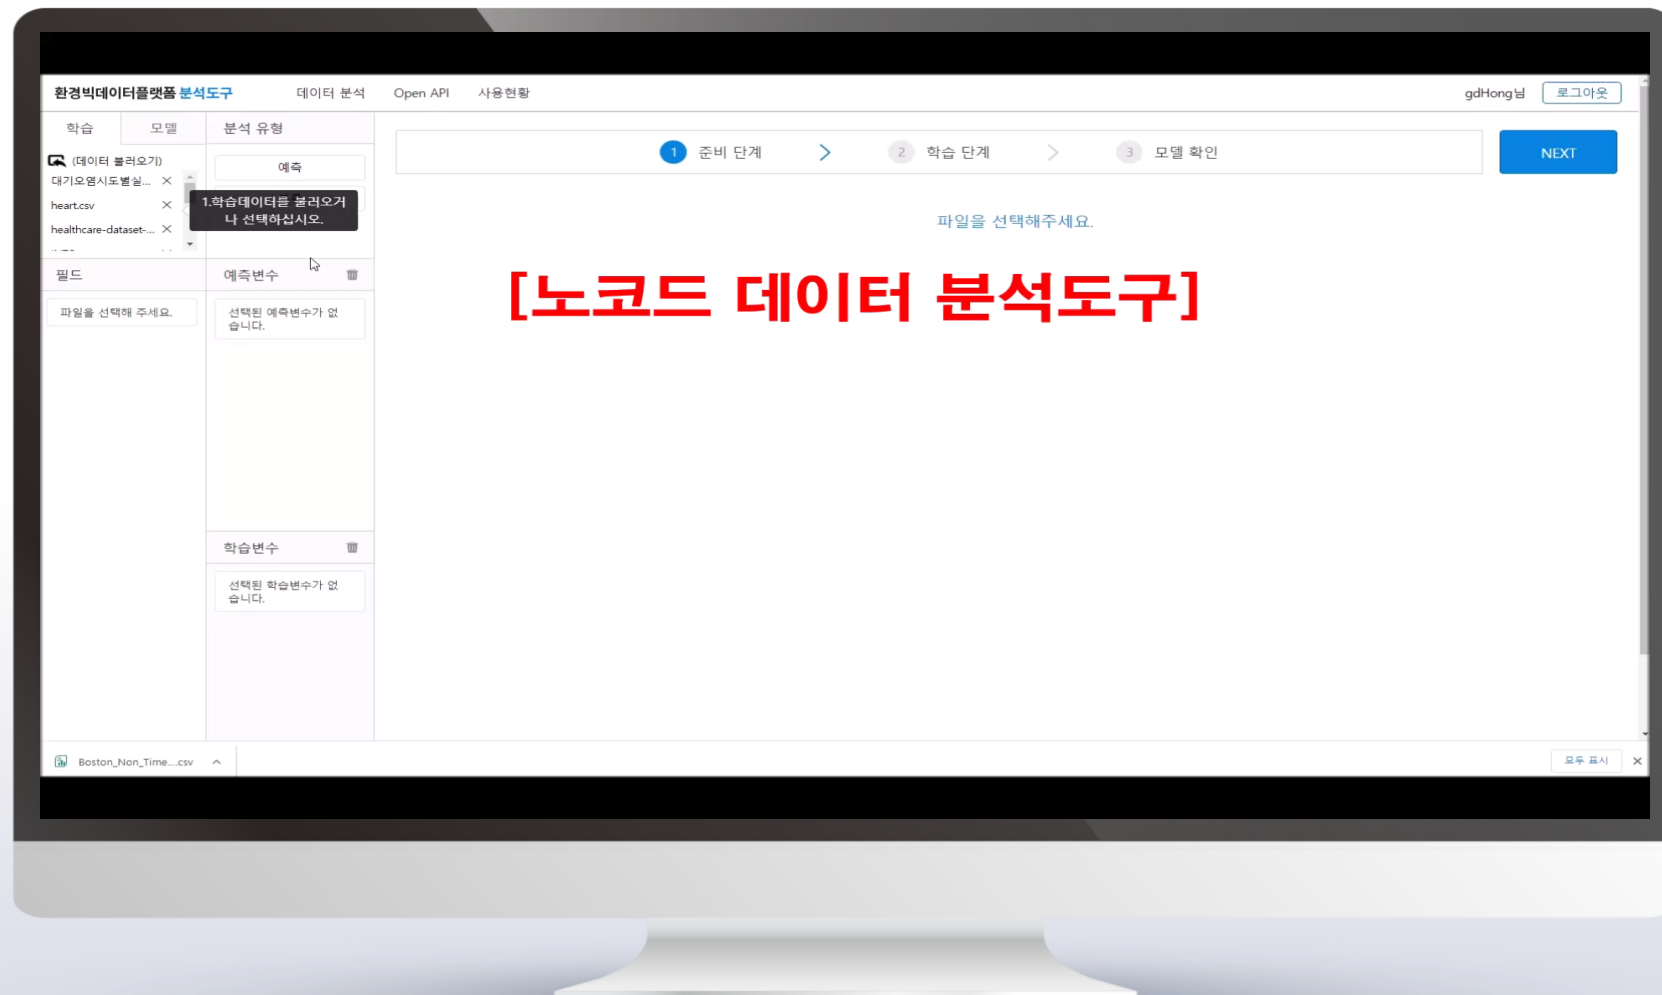 환경빅데이터플랫폼 분석도구 데이터 분석 Open API 사용현황 gdHong님 로그아웃
학습 모델 분석 유형
(데이터 불러오기)
대기오염시도별실...
heart.csv
healthcare-dataset-...
예측
1.학습데이터를 불러오거
나 선택하십시오.
1 준비 단계 > 2 학습 단계 > 3 모델 확인
NEXT
파일을 선택해주세요.
[노코드 데이터 분석도구]
필드
파일을 선택해 주세요.
예측변수
선택된 예측변수가 없
습니다.
학습변수
선택된 학습변수가 없
습니다.
Boston_Non_Time....csv
모두 표시